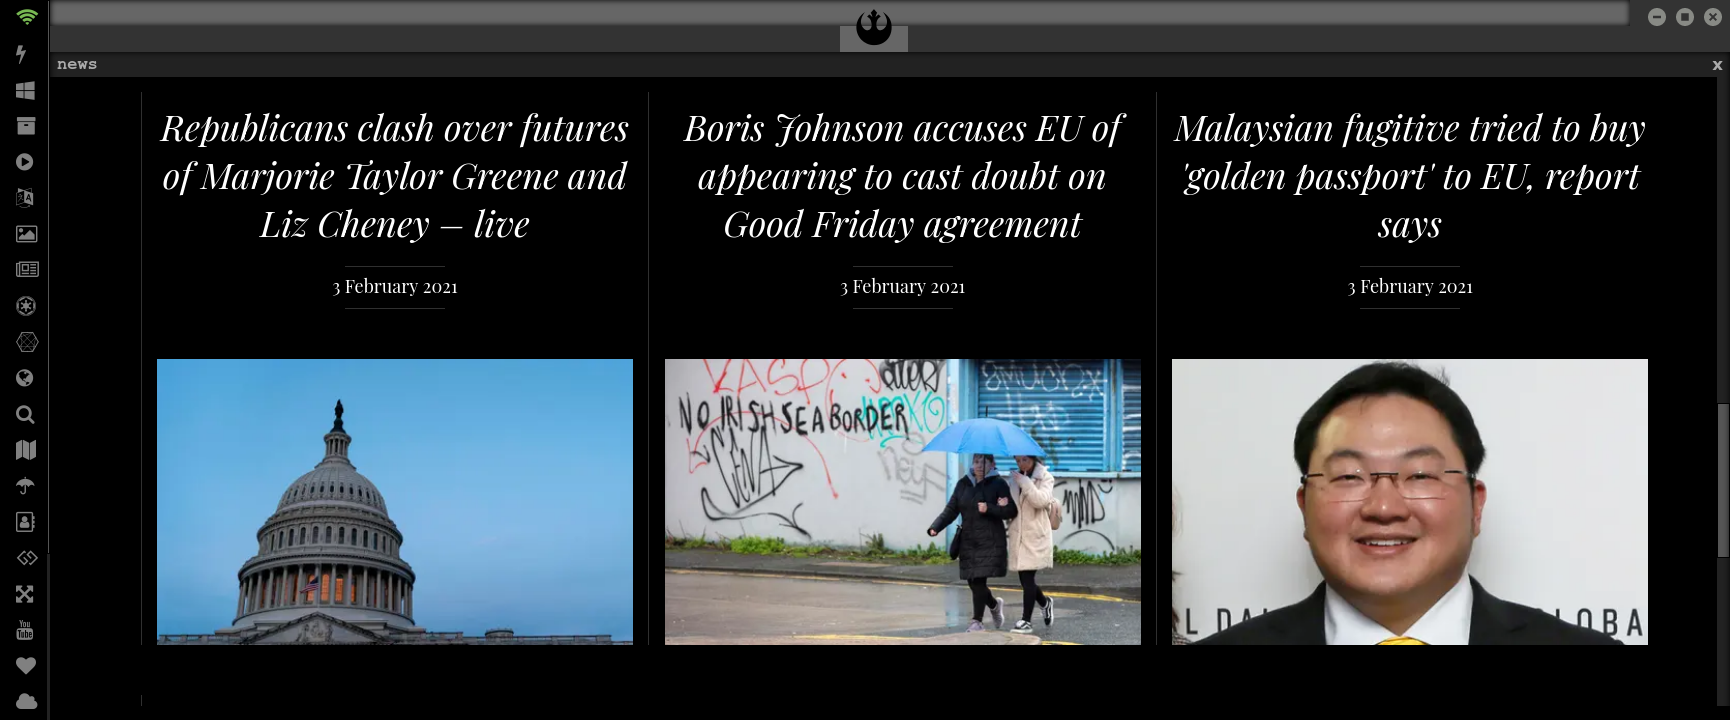 news
x
Republicans clash over futures
of Marjorie Taylor Greene and
Liz Cheney – live
3 February 2021
Boris Johnson accuses EU of
appearing to cast doubt on
Good Friday agreement
3 February 2021
NO IRISH SEA BORDER
Malaysian fugitive tried to buy
'golden passport' to EU, report
says
3 February 2021
You
Tube